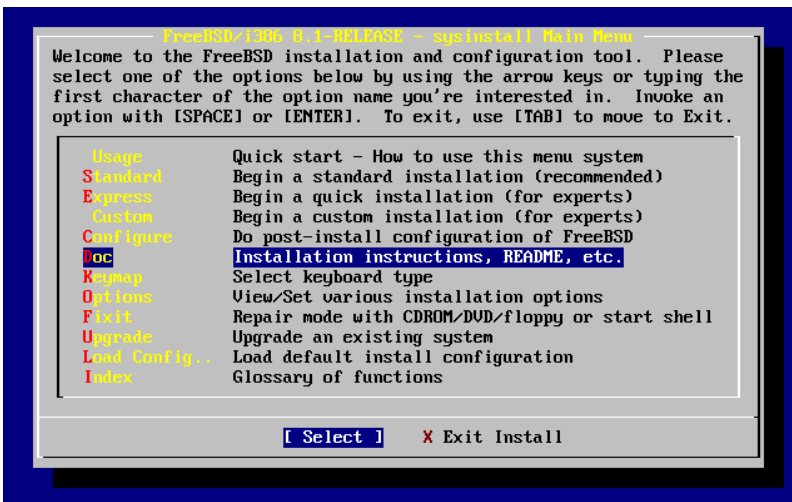 FreeBSD/i386 8.1-RELEASE - sysinstall Main Menu
Welcome to the FreeBSD installation and configuration tool.  Please
select one of the options below by using the arrow keys or typing the
first character of the option name you're interested in.  Invoke an
option with [SPACE] or [ENTER].  To exit, use [TAB] to move to Exit.
Usage Quick start - How to use this menu system
Standard Begin a standard installation (recommended)
Express Begin a quick installation (for experts)
Custom Begin a custom installation (for experts)
Configure Do post-install configuration of FreeBSD
Doc Installation instructions, README, etc.
Keymap Select keyboard type
Options View/Set various installation options
Fixit Repair mode with CDROM/DVD/floppy or start shell
Upgrade Upgrade an existing system
Load Config.. Load default install configuration
Index Glossary of functions
[ Select ] X Exit Install